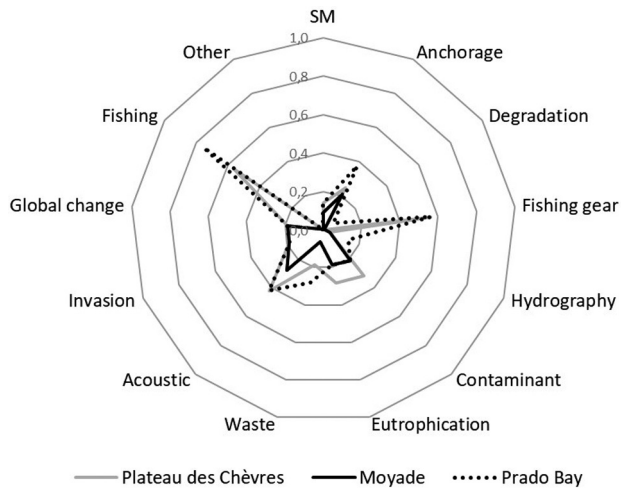 SM
1,0
Other
Anchorage
0,8
Fishing
Degradation
0,6
0,4
Global change
Fishing gear
0,2
0,0
Invasion
Hydrography
Acoustic
Contaminant
Waste
Eutrophication
Plateau des Chèvres
Moyade
Prado Bay